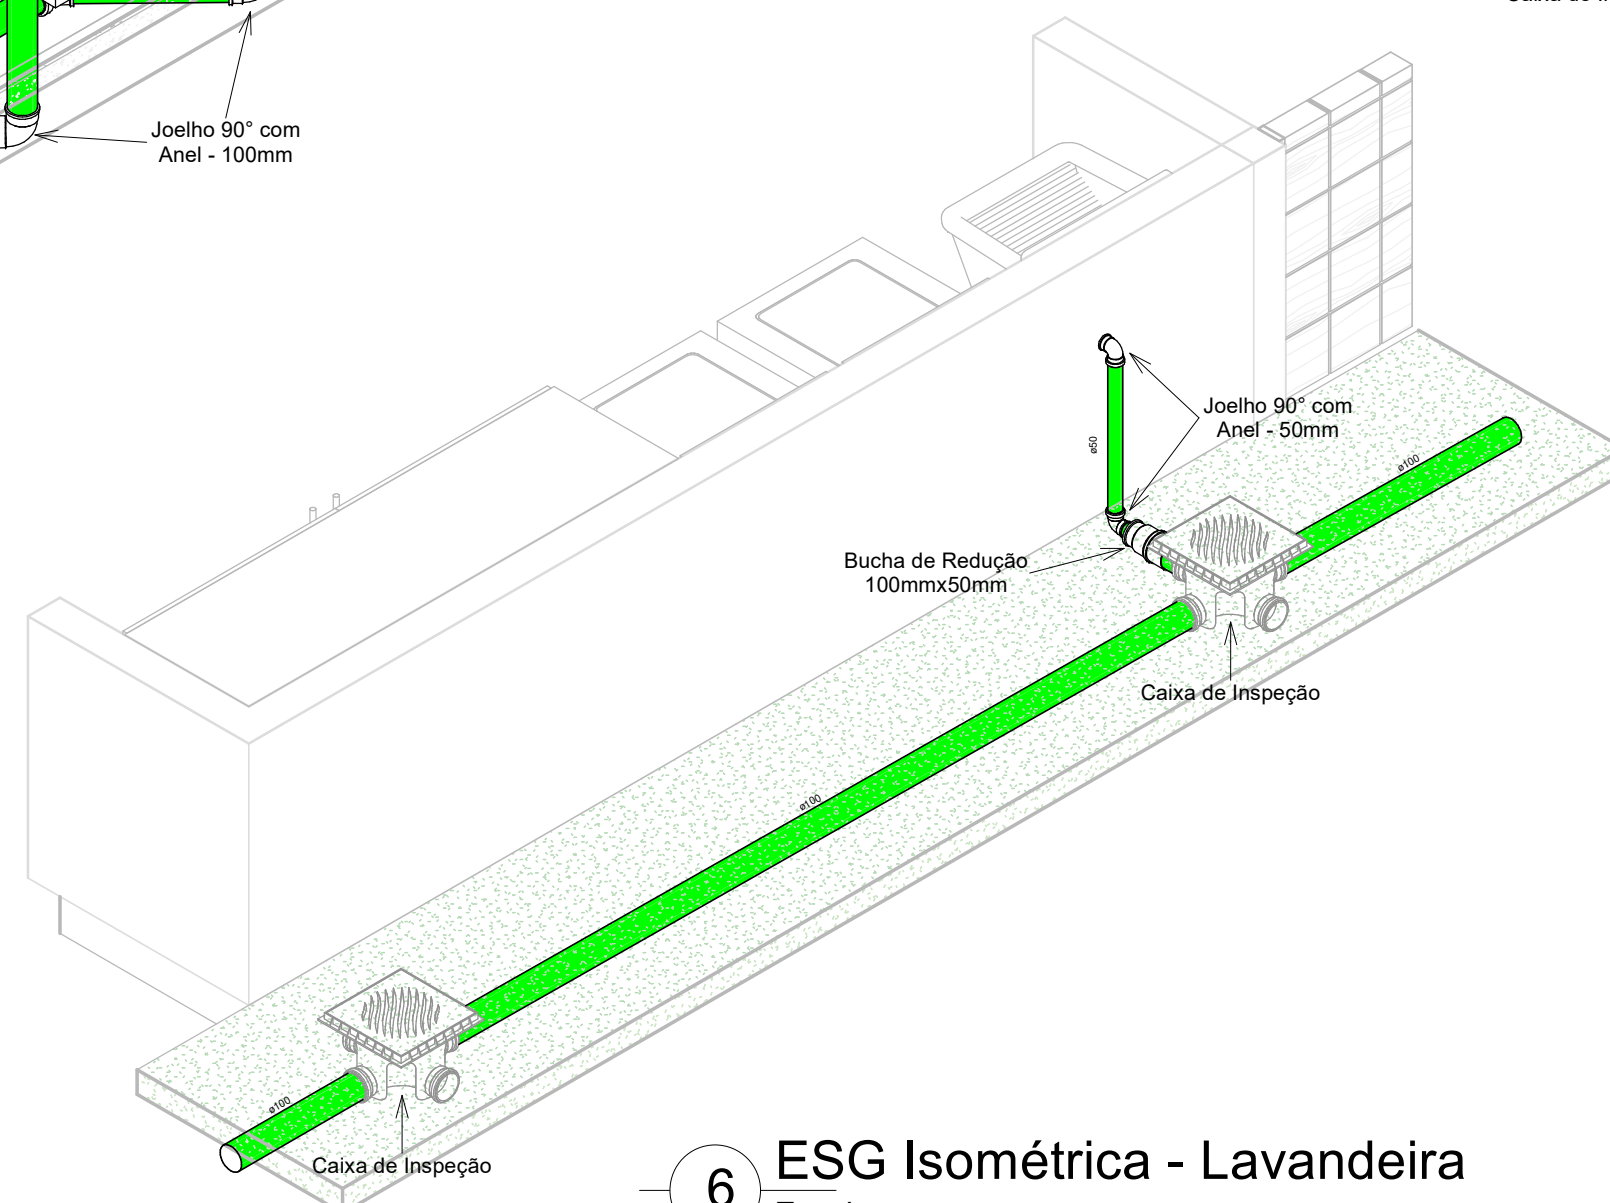 Joelho 90° com
Anel - 100mm
Joelho 90° com
Anel - 50mm
ø50
ø100
Bucha de Redução
100mmx50mm
Caixa de Inspeção
ø100
ø100
Caixa de Inspeção
6
ESG Isométrica - Lavandeira